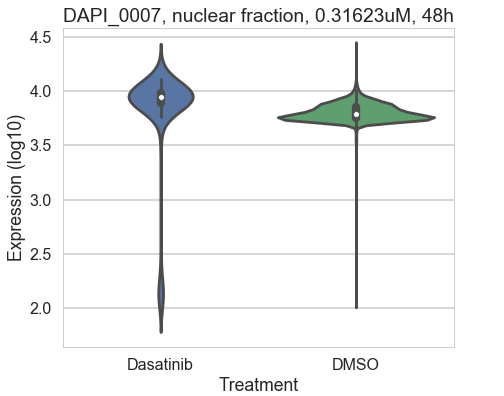 DAPI_0007, nuclear fraction, 0.31623uM, 48h
4.5
4.0
3.5
3.0
2.5
2.0
Expression (log10)
Dasatinib DMSO
Treatment